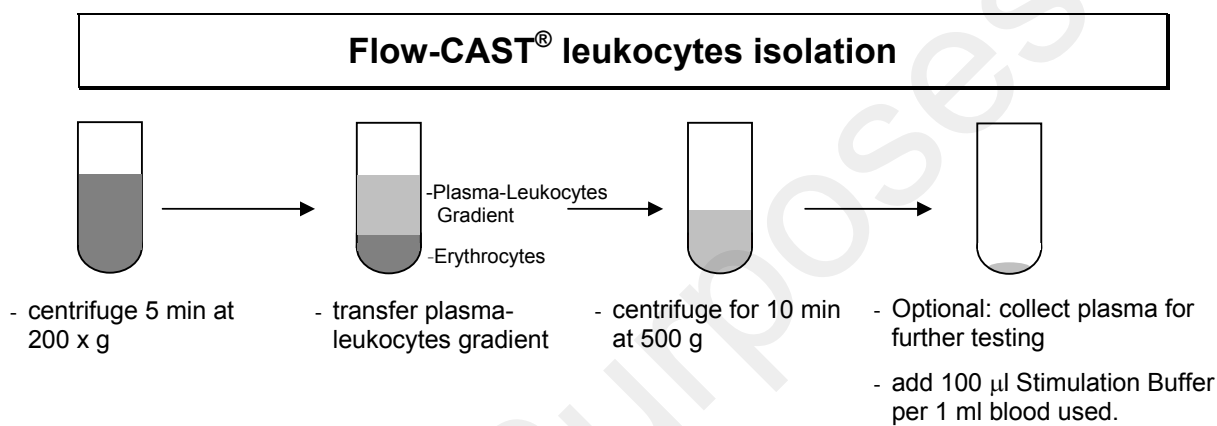 Flow-CAST® leukocytes isolation
-Plasma-Leukocytes
Gradient
-Erythrocytes
- centrifuge 5 min at
200 x g
- transfer plasma-
leukocytes gradient
- centrifuge for 10 min
at 500 g
- Optional: collect plasma for
further testing
- add 100 μl Stimulation Buffer
per 1 ml blood used.
urposes